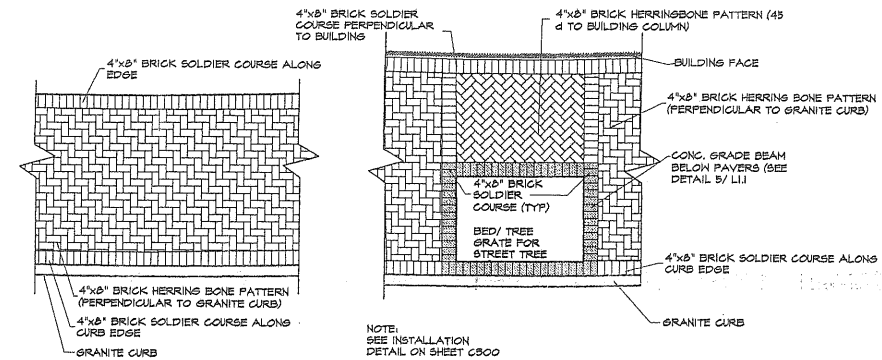 4"x8" BRICK SOLDIER COURSE ALONG
EDGE
4"x8" BRICK HERRING BONE PATTERN
(PERPENDICULAR TO GRANITE CURB)
4"x8" BRICK SOLDIER COURSE ALONG
CURB EDGE
GRANITE CURB
4"x8" BRICK SOLDIER
COURSE PERPENDICULAR
TO BUILDING
4"x8" BRICK HERRINGBONE PATTERN (45
d TO BUILDING COLUMN)
BUILDING FACE
4"x8" BRICK HERRING BONE PATTERN
(PERPENDICULAR TO GRANITE CURB)
CONC. GRADE BEAM
BELOW PAVERS (SEE
DETAIL 5/ L1.1
4"x8" BRICK
SOLDIER
COURSE (TYP)
BED/ TREE
GRATE FOR
STREET TREE
4"x8" BRICK SOLDIER COURSE ALONG
CURB EDGE
GRANITE CURB
NOTE:
SEE INSTALLATION
DETAIL ON SHEET C500